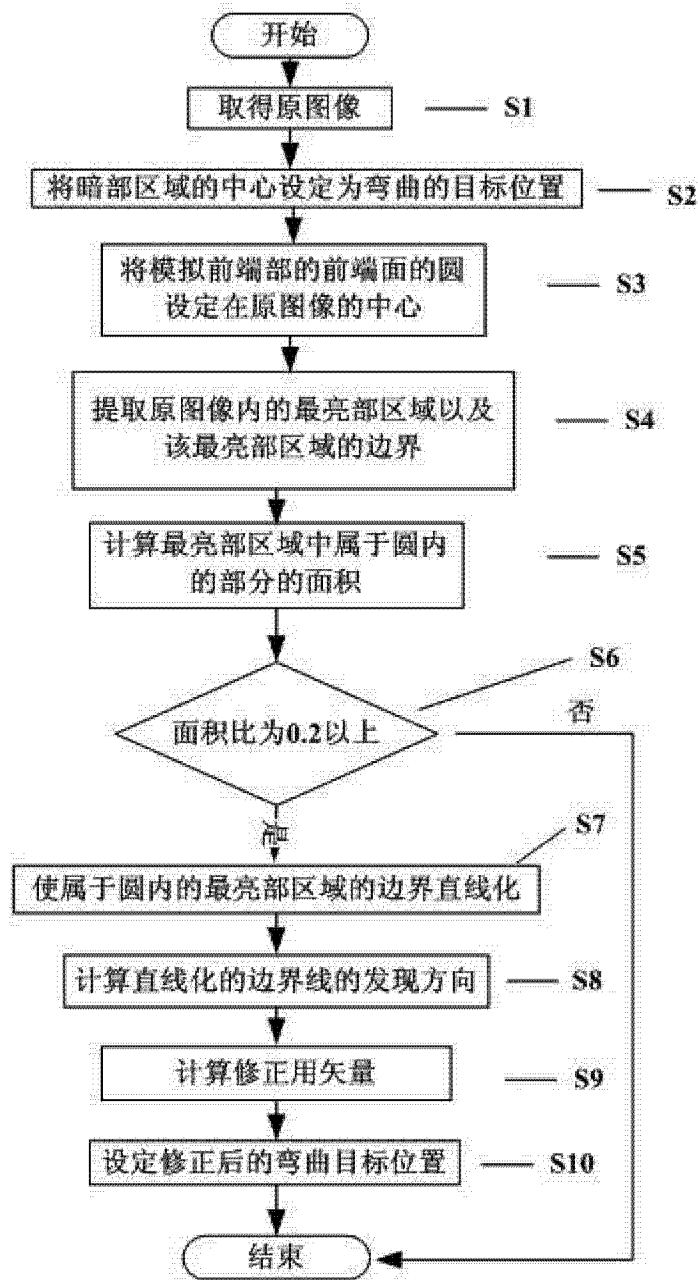 开始
取得原图像
S1
将暗部区域的中心设定为弯曲的目标位置
S2
将模拟前端部的前端面的圆
设定在原图像的中心
S3
提取原图像内的最亮部区域以及
该最亮部区域的边界
S4
计算最亮部区域中属于圆内
的部分的面积
S5
S6
面积比为0.2以上
否
是
S7
使属于圆内的最亮部区域的边界直线化
计算直线化的边界线的发现方向
S8
计算修正用矢量
S9
设定修正后的弯曲目标位置
S10
结束